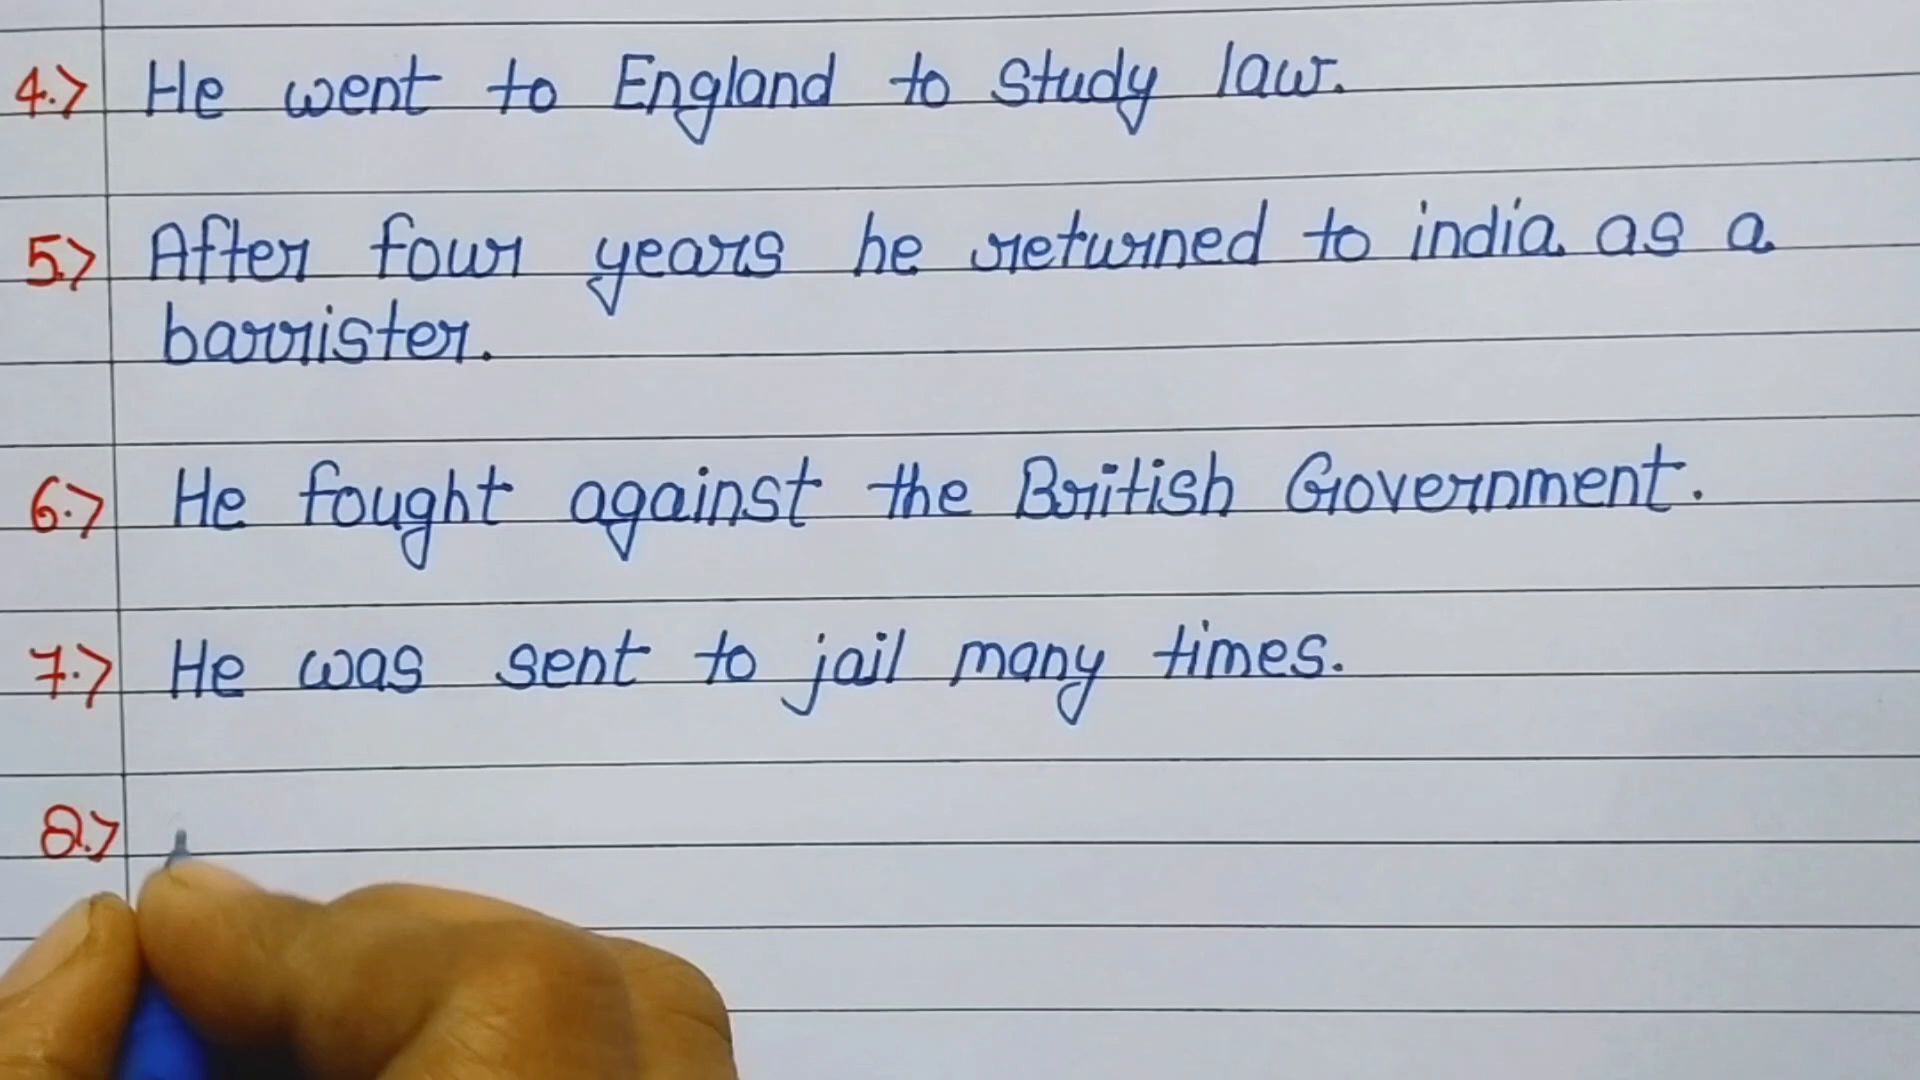 4.> He went to England to study law.
5.> After four years he returned to india as a
barrister.
6.> He fought against the British Government.
7.> He was sent to jail many times.
8.>